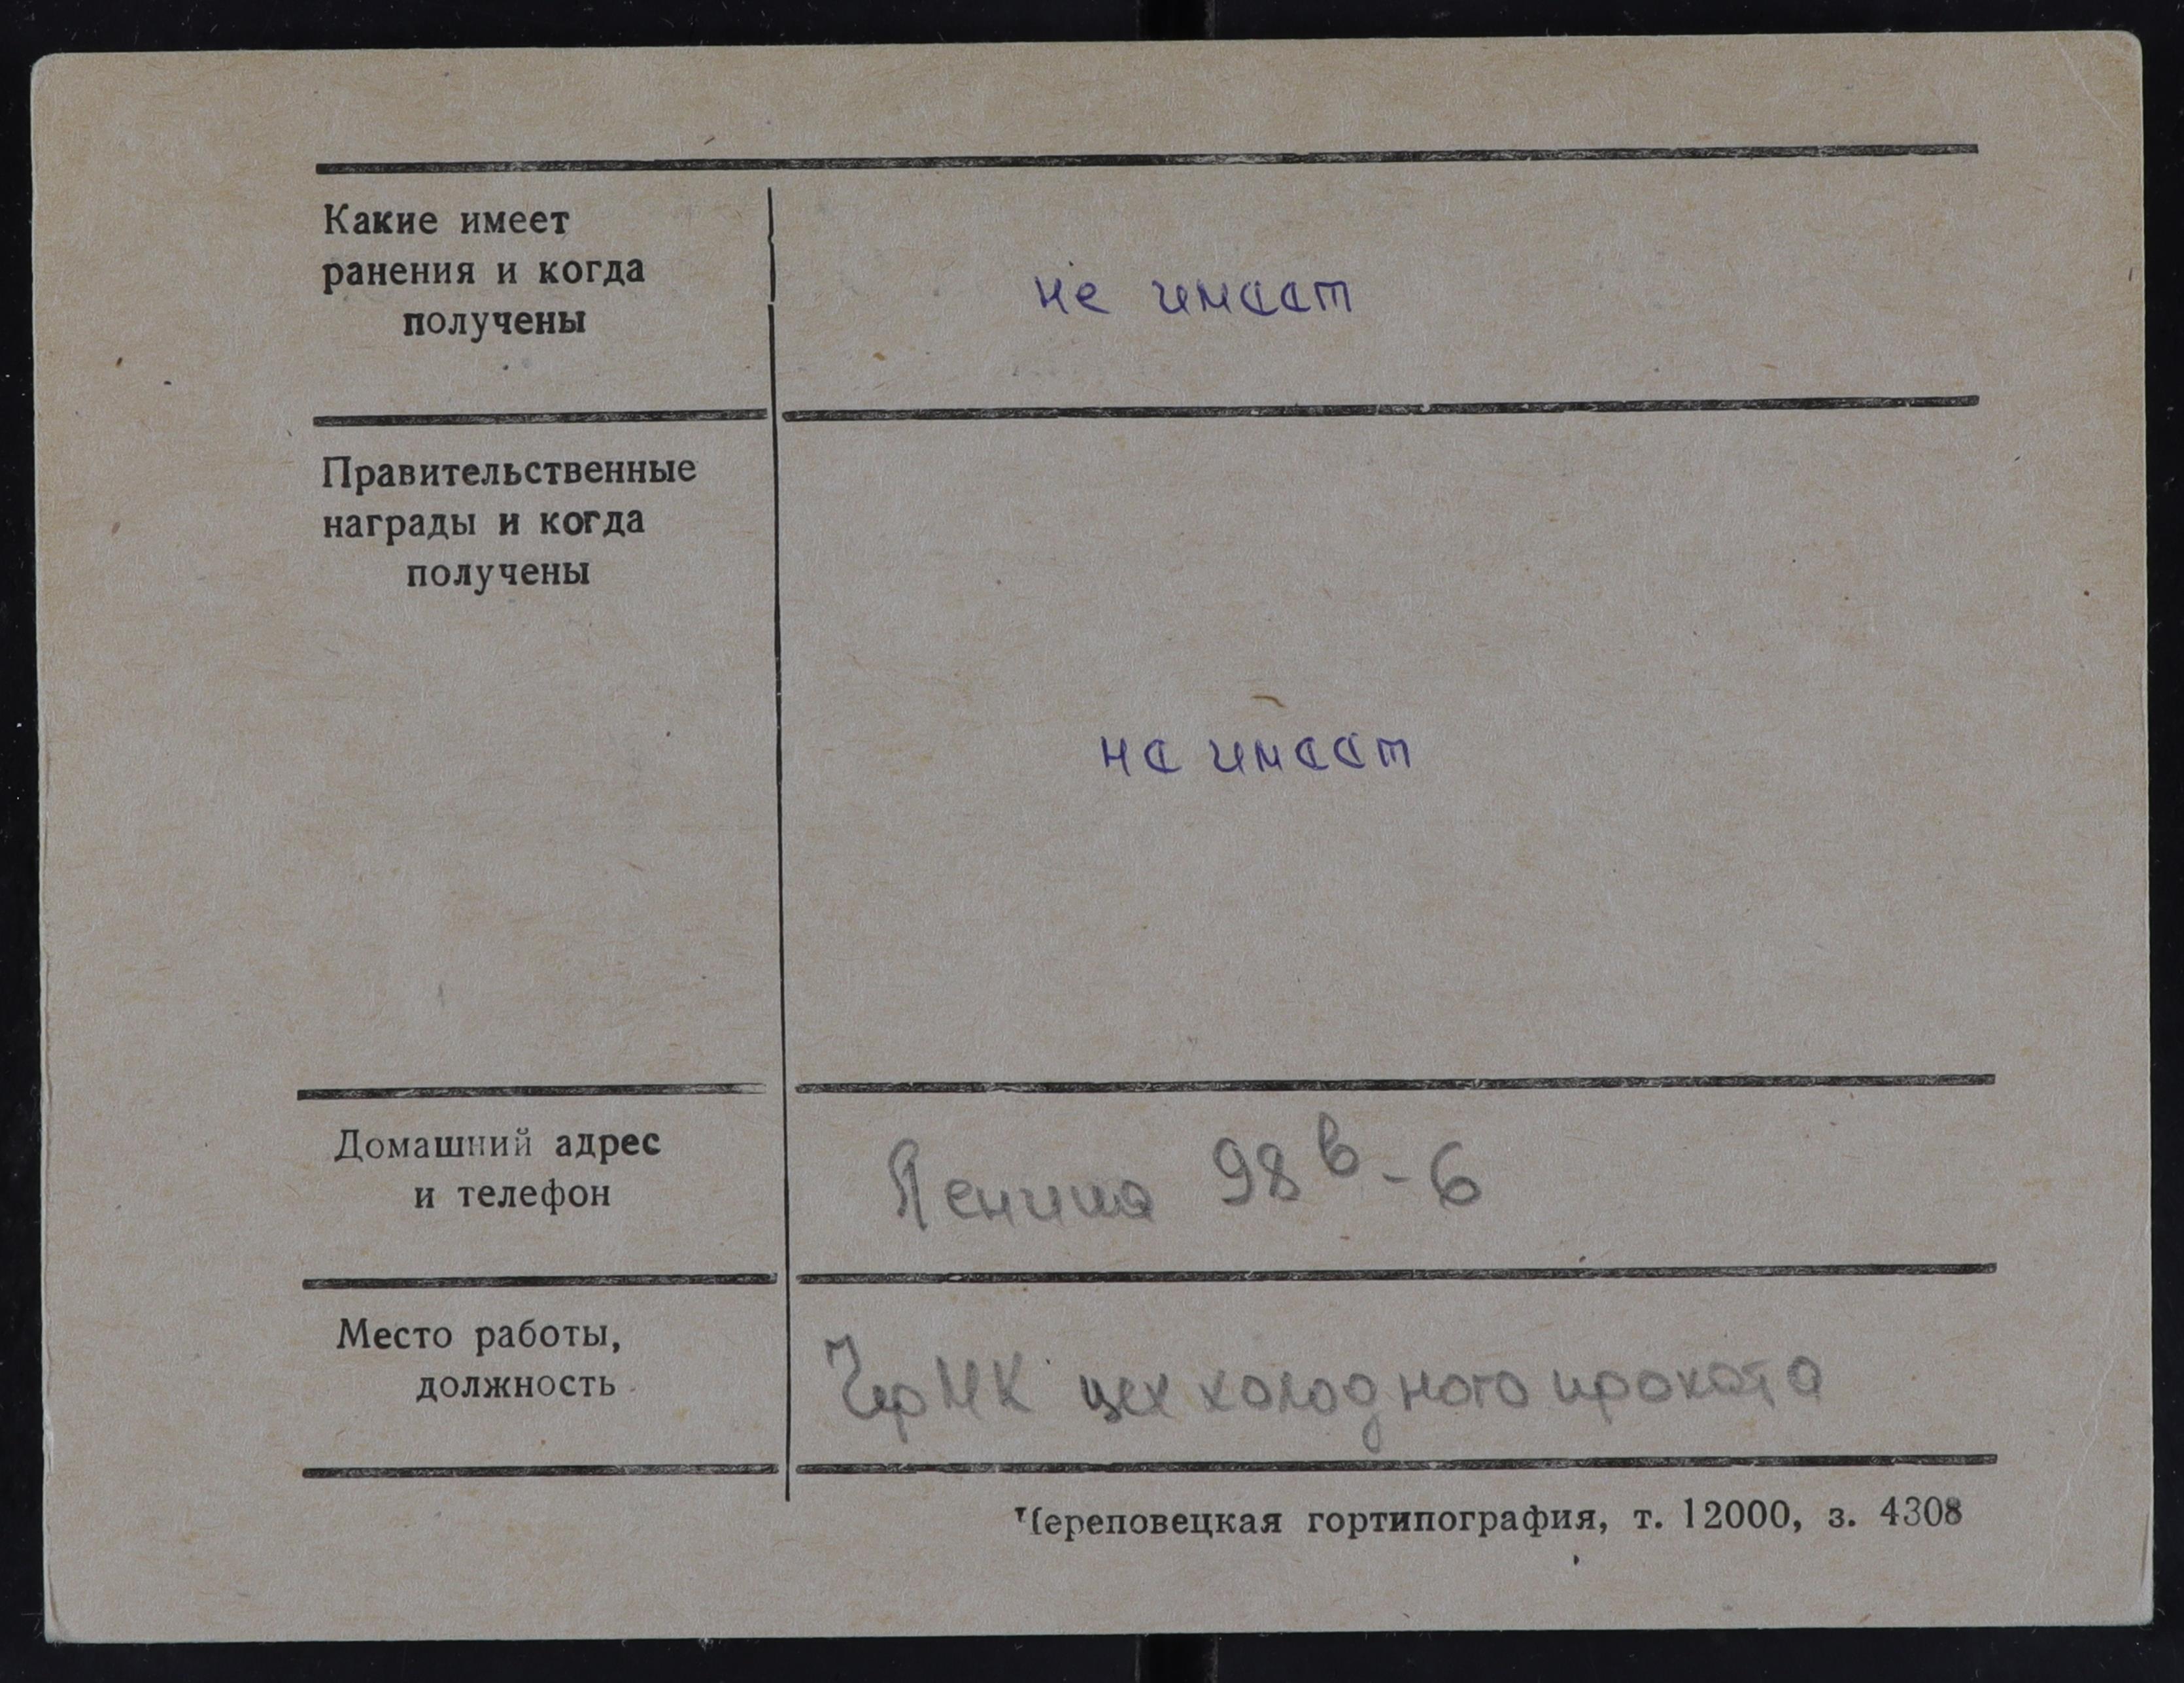 Какие имеет
ранения и когда
получены
не имеет
Правительственные
награды и когда
получены
не имеет
Домашний адрес
и телефон
Ленина 98 в - 6
Место работы,
должность
ЧерМК цех холодного проката
Череповецкая гортипография, т. 12000, з. 4308